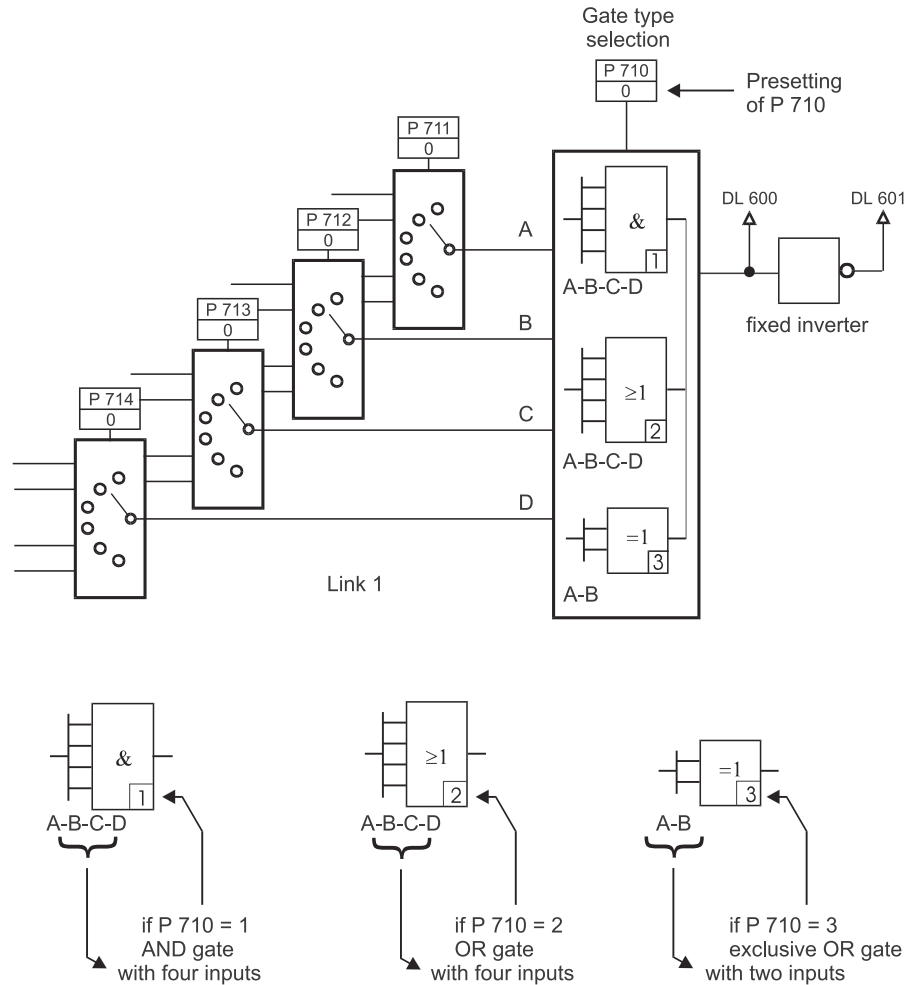 Gate type
selection
P 710
0
Presetting
of P 710
P 711
0
P 712
0
P 713
0
P 714
0
A
B
C
D
&
1
A-B-C-D
≥1
2
A-B-C-D
=1
3
A-B
DL 600
DL 601
fixed inverter
Link 1
&
1
A-B-C-D
if P 710 = 1
AND gate
with four inputs
≥1
2
A-B-C-D
if P 710 = 2
OR gate
with four inputs
=1
3
A-B
if P 710 = 3
exclusive OR gate
with two inputs